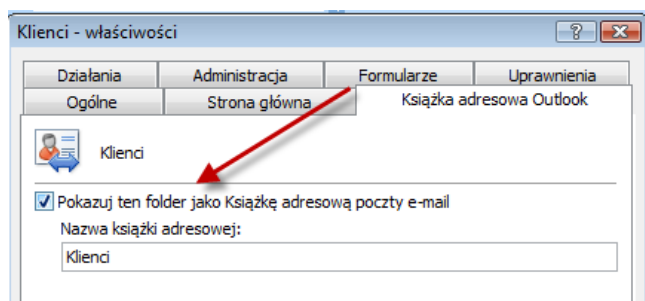 Klienci - właściwości
Działania Administracja Formularze Uprawnienia
Ogólne Strona główna Książka adresowa Outlook
Klienci
Pokazuj ten folder jako Książkę adresową poczty e-mail
Nazwa książki adresowej:
Klienci